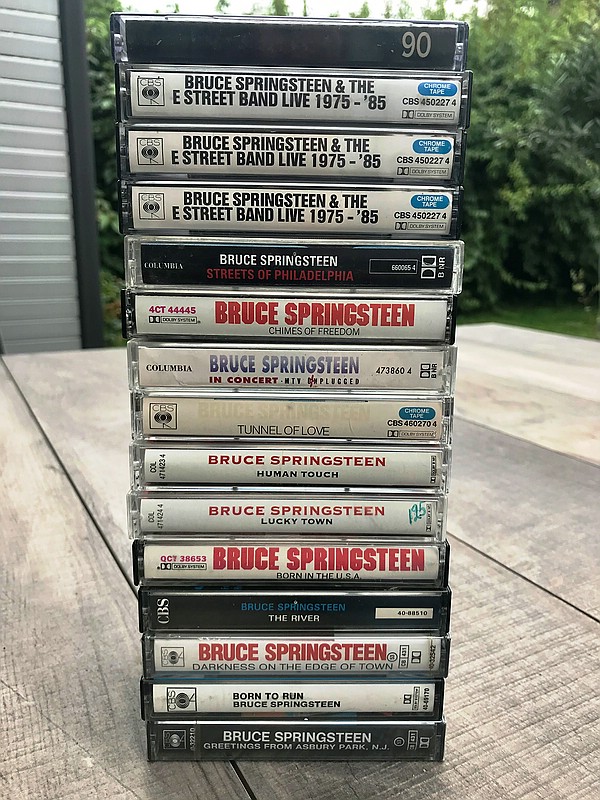 90
CBS
BRUCE SPRINGSTEEN & THE
E STREET BAND LIVE 1975-'85
CHROME
TAPE
CBS 450227 4
DOLBY SYSTEM
CBS
BRUCE SPRINGSTEEN & THE
E STREET BAND LIVE 1975-'85
CHROME
TAPE
CBS 450227 4
DOLBY SYSTEM
CBS
BRUCE SPRINGSTEEN & THE
E STREET BAND LIVE 1975-'85
CHROME
TAPE
CBS 450227 4
DOLBY SYSTEM
COLUMBIA
BRUCE SPRINGSTEEN
STREETS OF PHILADELPHIA
660065 4
B NR
4CT 44445
DOLBY SYSTEM
BRUCE SPRINGSTEEN
CHIMES OF FREEDOM
COLUMBIA
BRUCE SPRINGSTEEN
IN CONCERT · MTV UNPLUGGED
473860 4
B NR
CBS
BRUCE SPRINGSTEEN
TUNNEL OF LOVE
CHROME
TAPE
CBS 460270 4
DOLBY SYSTEM
COL
471423 4
BRUCE SPRINGSTEEN
HUMAN TOUCH
COL
471424 4
BRUCE SPRINGSTEEN
LUCKY TOWN
QCT 38653
DOLBY SYSTEM
BRUCE SPRINGSTEEN
BORN IN THE U.S.A.
CBS
BRUCE SPRINGSTEEN
THE RIVER
40-88510
CBS
BRUCE SPRINGSTEEN
DARKNESS ON THE EDGE OF TOWN
CBS
BORN TO RUN
BRUCE SPRINGSTEEN
40-69170
32210
BRUCE SPRINGSTEEN
GREETINGS FROM ASBURY PARK, N.J.